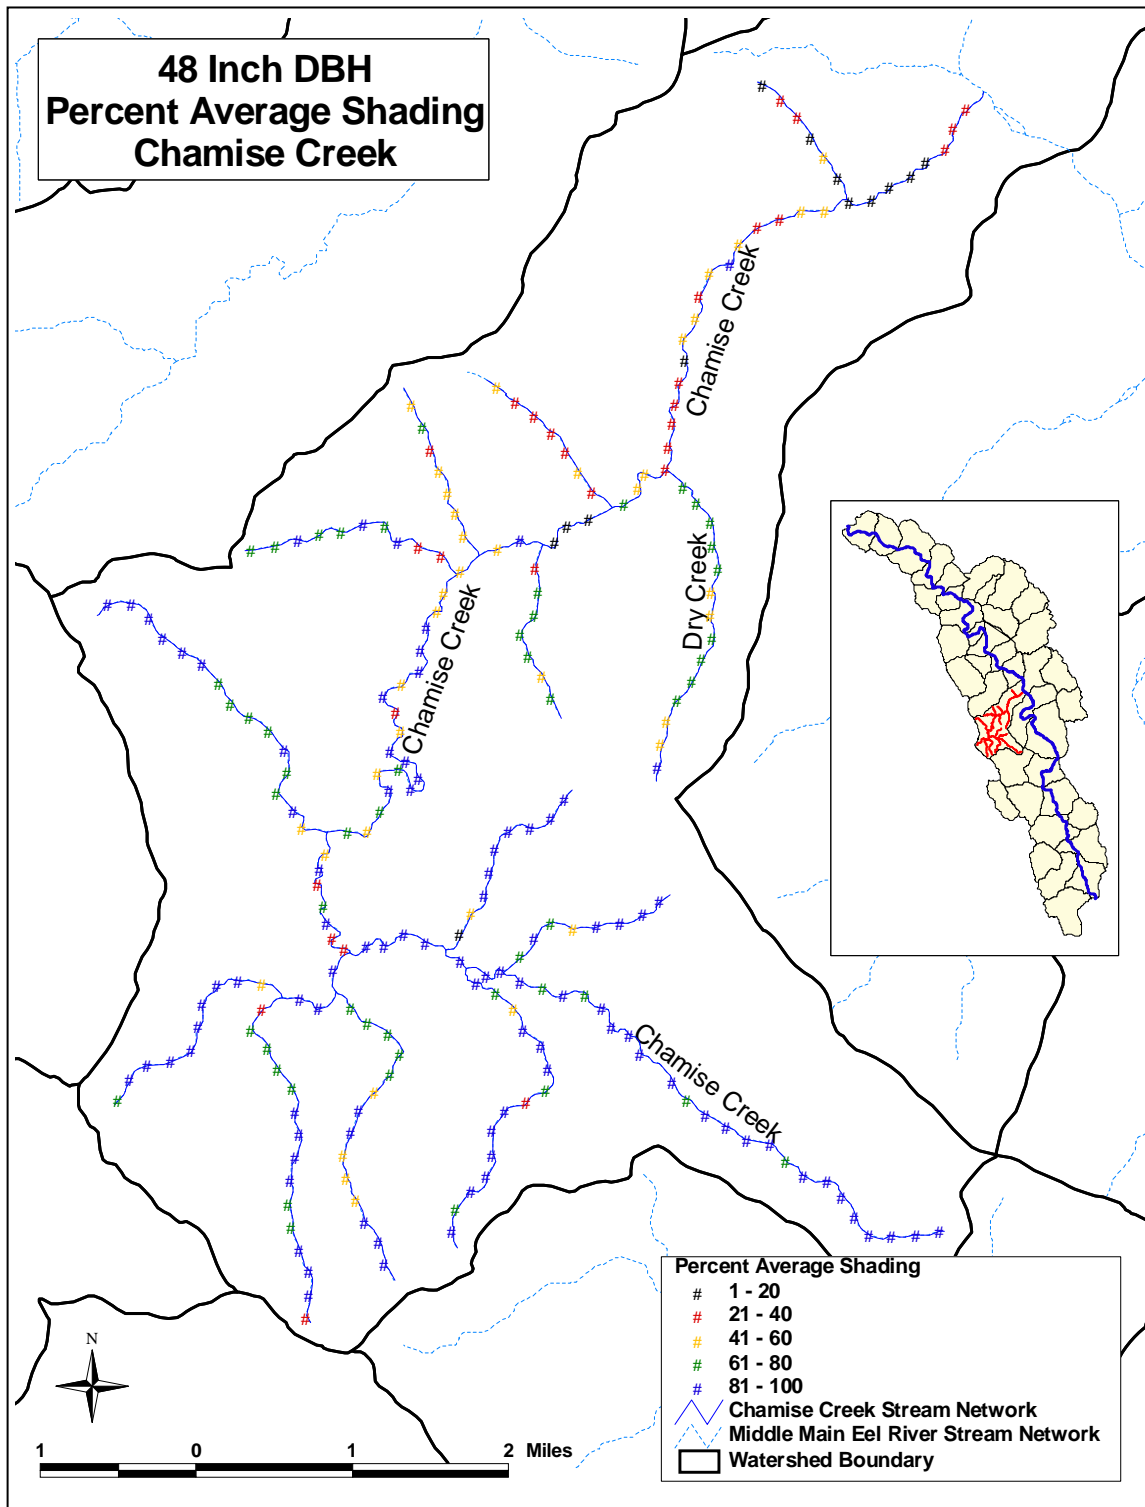 48 Inch DBH
Percent Average Shading
Chamise Creek
Chamise Creek
Dry Creek
Chamise Creek
Chamise Creek
Percent Average Shading
# 1 - 20
# 21 - 40
# 41 - 60
# 61 - 80
# 81 - 100
Chamise Creek Stream Network
Middle Main Eel River Stream Network
Watershed Boundary
N
1 0 1 2 Miles